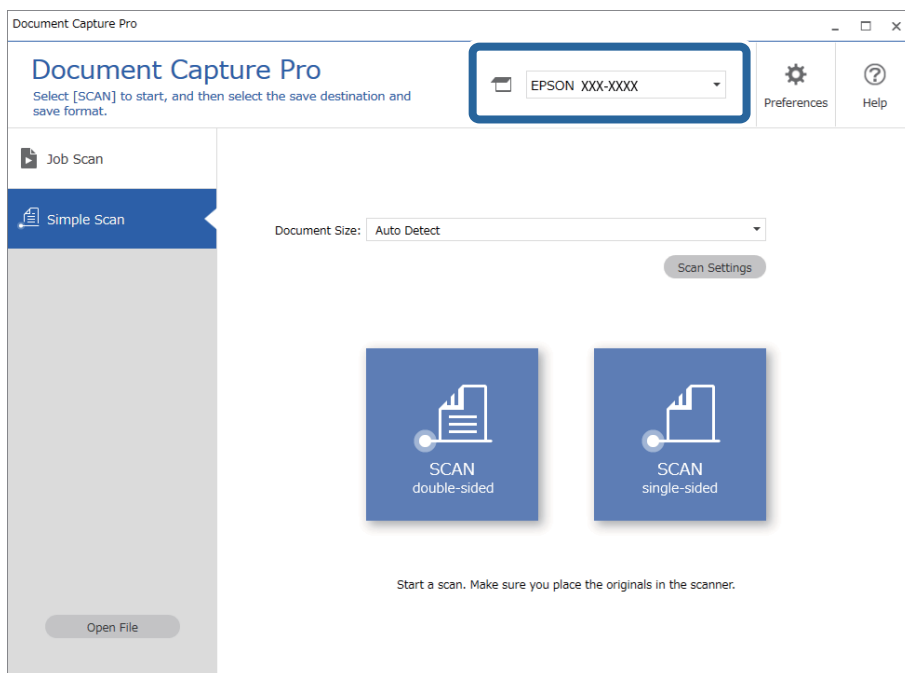 Document Capture Pro
Document Capture Pro
Select [SCAN] to start, and then select the save destination and
save format.
EPSON XXX-XXXX
Preferences
Help
Job Scan
Simple Scan
Document Size:
Auto Detect
Scan Settings
SCAN
double-sided
SCAN
single-sided
Start a scan. Make sure you place the originals in the scanner.
Open File